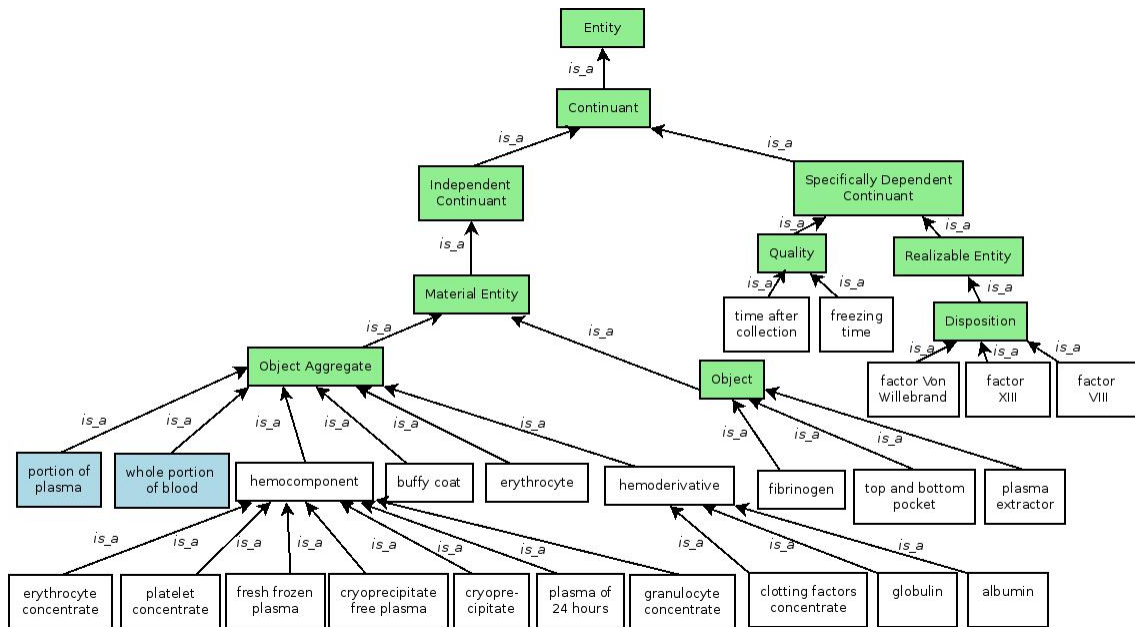 Entity
is_a
Continuant
is_a
is_a
Independent
Continuant
Specifically Dependent
Continuant
is_a
is_a
is_a
Quality
Realizable Entity
is_a
is_a
is_a
Material Entity
time after
collection
freezing
time
Disposition
is_a
is_a
is_a
is_a
is_a
Object Aggregate
Object
factor Von
Willebrand
factor
XIII
factor
VIII
is_a
is_a
is_a
is_a
is_a
is_a
is_a
is_a
is_a
portion of
plasma
whole portion
of blood
hemocomponent
buffy coat
erythrocyte
hemoderivative
fibrinogen
top and bottom
pocket
plasma
extractor
is_a
is_a
is_a
is_a
is_a
is_a
is_a
is_a
is_a
is_a
erythrocyte
concentrate
platelet
concentrate
fresh frozen
plasma
cryoprecipitate
free plasma
cryopre-
cipitate
plasma of
24 hours
granulocyte
concentrate
clotting factors
concentrate
globulin
albumin